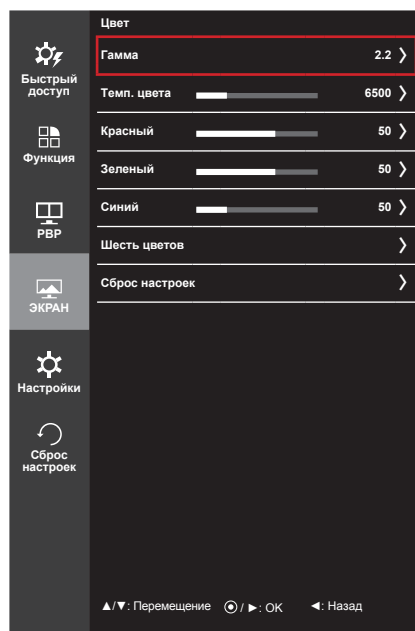 Быстрый
доступ
Функция
PBP
ЭКРАН
Настройки
Сброс
настроек
Цвет
Гамма 2.2
Темп. цвета 6500
Красный 50
Зеленый 50
Синий 50
Шесть цветов
Сброс настроек
▲/▼: Перемещение ⦿ / ►: OK ◄: Назад